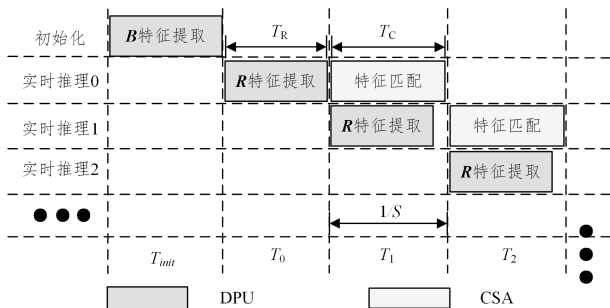 初始化 B特征提取 T_R T_C
实时推理0 R特征提取 特征匹配
实时推理1 R特征提取 特征匹配
实时推理2 R特征提取
1/S
T_init T_0 T_1 T_2
DPU CSA